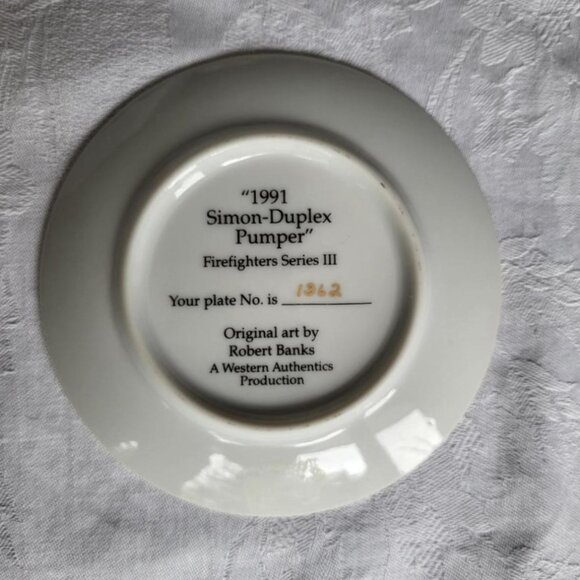 “1991
Simon-Duplex
Pumper”
Firefighters Series III
Your plate No. is 1362
Original art by
Robert Banks
A Western Authentics
Production